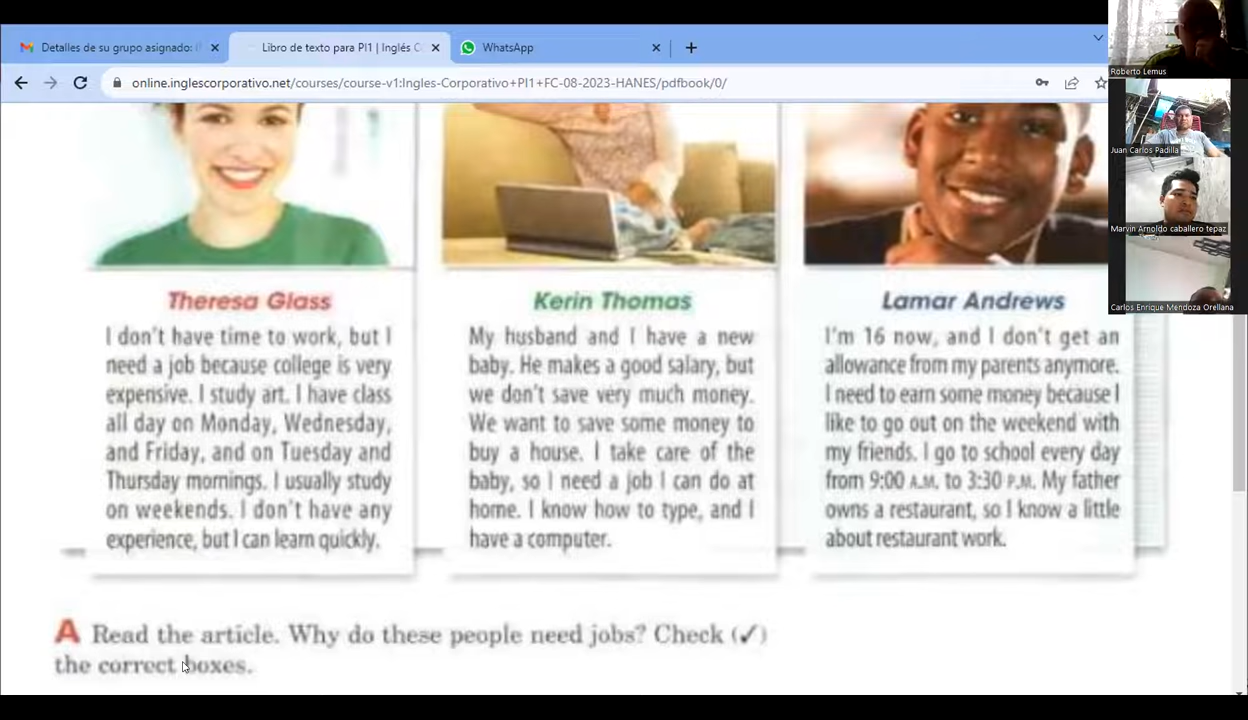 Detalles de su grupo asignado:
Libro de texto para PI1 | Inglés
WhatsApp
online.inglescorporativo.net/courses/course-v1:Ingles-Corporativo+PI1+FC-08-2023-HANES/pdfbook/0/
Roberto Lemus
Juan Carlos Padilla
Marvin Arnoldo caballero tepaz
Carlos Enrique Mendoza Orellana
Theresa Glass
I don't have time to work, but I
need a job because college is very
expensive. I study art. I have class
all day on Monday, Wednesday,
and Friday, and on Tuesday and
Thursday mornings. I usually study
on weekends. I don't have any
experience, but I can learn quickly.
Kerin Thomas
My husband and I have a new
baby. He makes a good salary, but
we don't save very much money.
We want to save some money to
buy a house. I take care of the
baby, so I need a job I can do at
home. I know how to type, and I
have a computer.
Lamar Andrews
I'm 16 now, and I don't get an
allowance from my parents anymore.
I need to earn some money because I
like to go out on the weekend with
my friends. I go to school every day
from 9:00 A.M. to 3:30 P.M. My father
owns a restaurant, so I know a little
about restaurant work.
A Read the article. Why do these people need jobs? Check (✓)
the correct boxes.